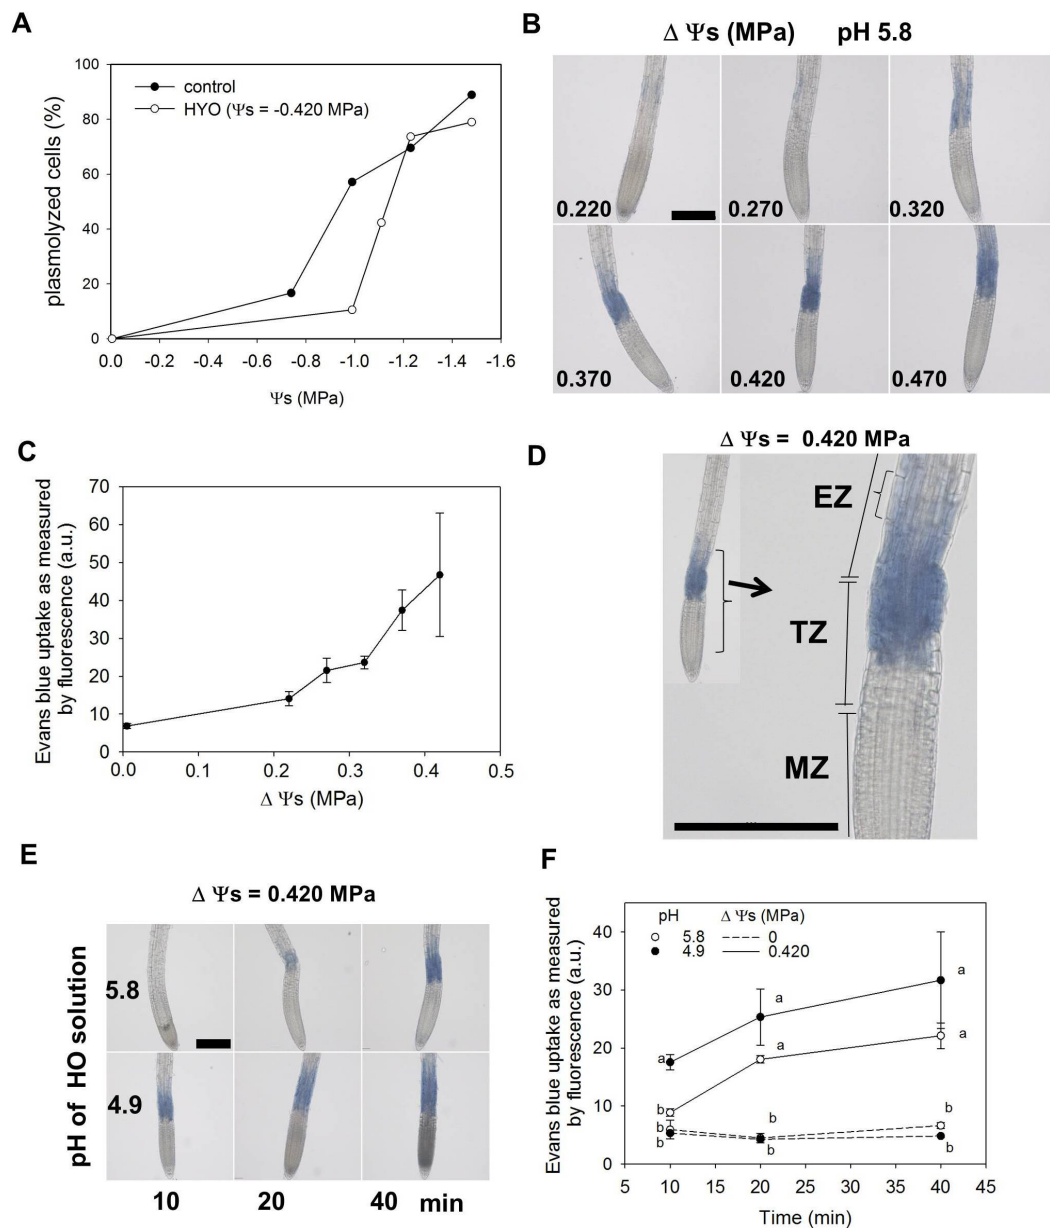 A
control
HYO (Ψs = -0.420 MPa)
plasmolyzed cells (%)
100
80
60
40
20
0
0.0 -0.2 -0.4 -0.6 -0.8 -1.0 -1.2 -1.4 -1.6
Ψs (MPa)
B
Δ Ψs (MPa) pH 5.8
0.220 0.270 0.320
0.370 0.420 0.470
C
Evans blue uptake as measured
by fluorescence (a.u.)
70
60
50
40
30
20
10
0
0.0 0.1 0.2 0.3 0.4 0.5
Δ Ψs (MPa)
D
Δ Ψs = 0.420 MPa
EZ
TZ
MZ
E
Δ Ψs = 0.420 MPa
pH of HO solution
5.8
4.9
10 20 40 min
F
pH Δ Ψs (MPa)
5.8 0
4.9 0.420
Evans blue uptake as measured
by fluorescence (a.u.)
40
30
20
10
0
a
a
a
a
a
b
b
b
b
b
b
b
5 10 15 20 25 30 35 40 45
Time (min)